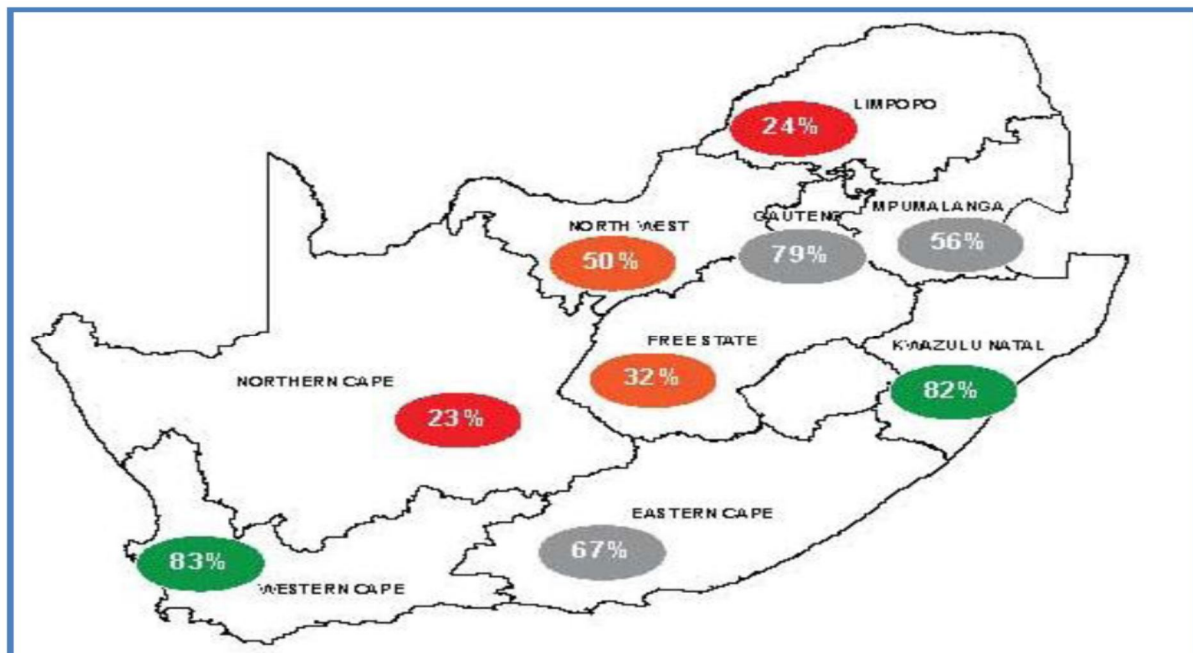 LIMPOPO
24%
MPUMALANGA
GAUTENG
NORTH WEST
56%
79%
50%
FREE STATE
KWAZULU NATAL
32%
82%
NORTHERN CAPE
23%
EASTERN CAPE
67%
83%
WESTERN CAPE